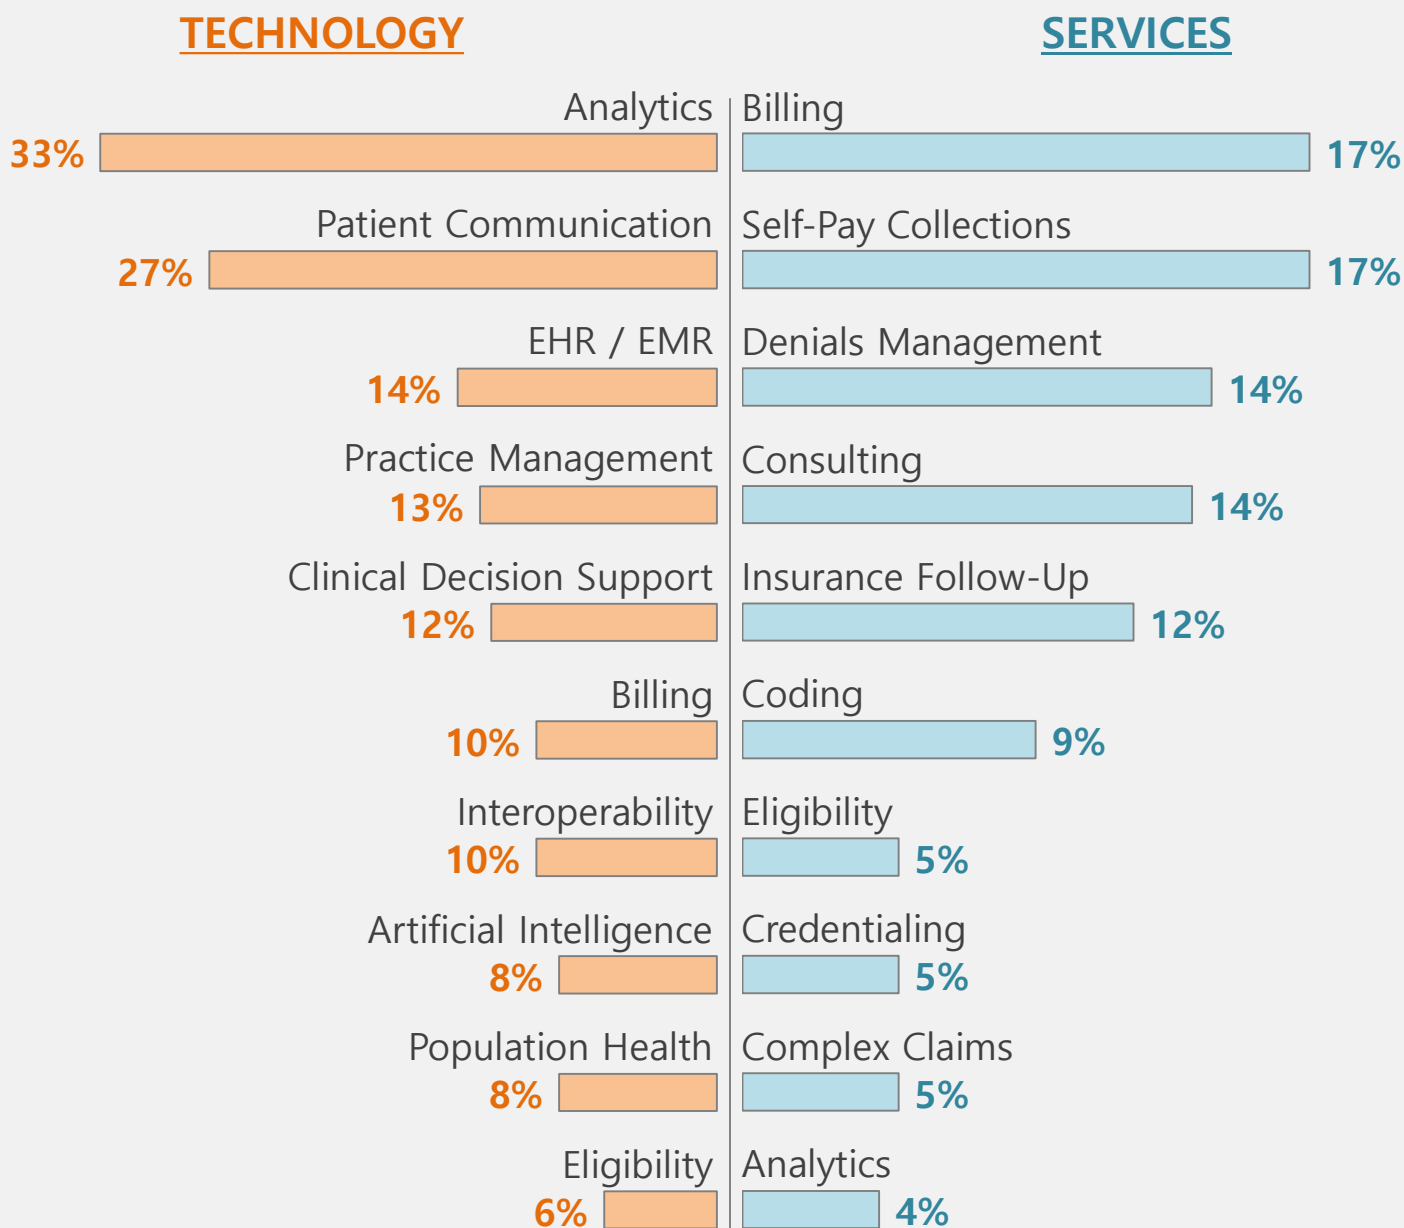 TECHNOLOGY
Analytics
33%
Patient Communication
27%
EHR / EMR
14%
Practice Management
13%
Clinical Decision Support
12%
Billing
10%
Interoperability
10%
Artificial Intelligence
8%
Population Health
8%
Eligibility
6%
SERVICES
Billing
17%
Self-Pay Collections
17%
Denials Management
14%
Consulting
14%
Insurance Follow-Up
12%
Coding
9%
Eligibility
5%
Credentialing
5%
Complex Claims
5%
Analytics
4%